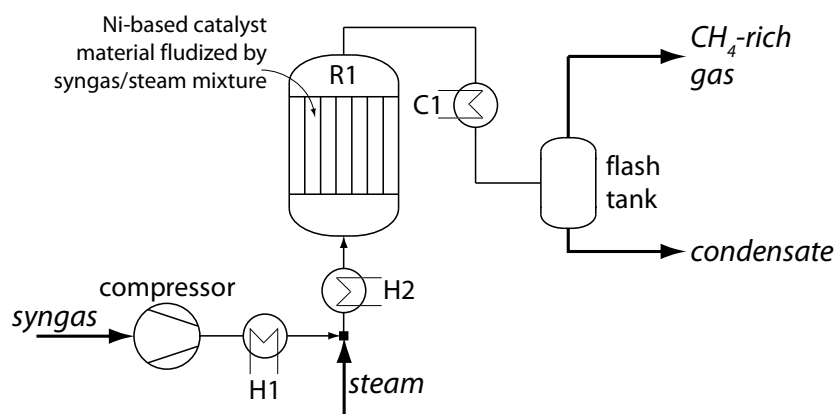 Ni-based catalyst
material fludized by
syngas/steam mixture
R1
C1
CH4-rich
gas
flash
tank
condensate
H2
compressor
syngas
H1
steam